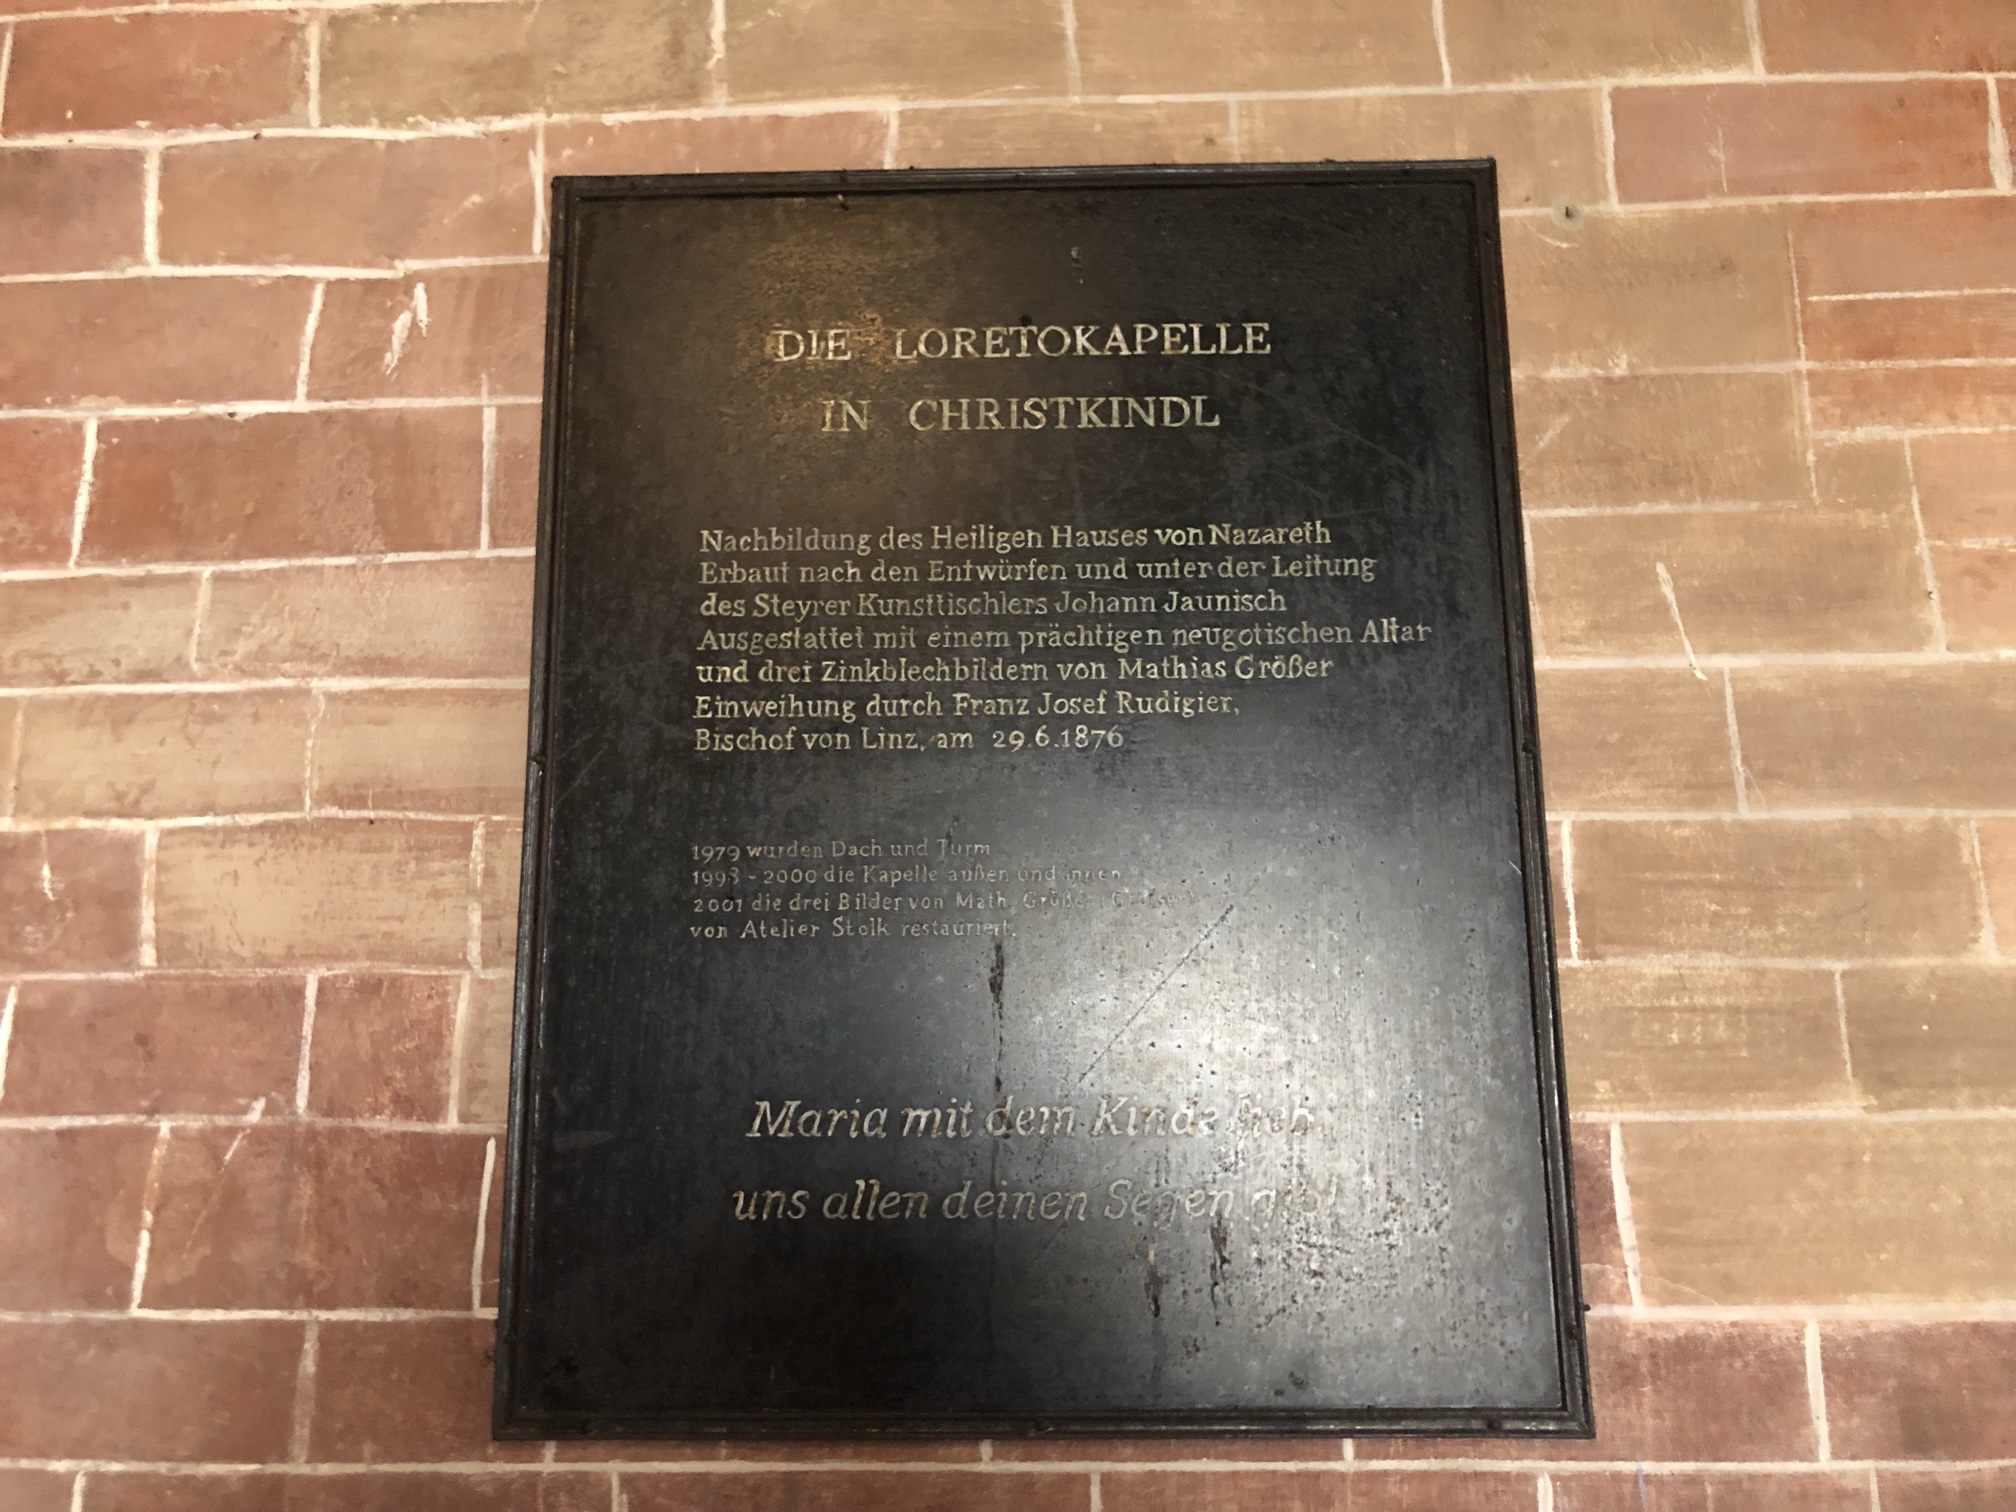 DIE LORETOKAPELLE
IN CHRISTKINDL
Nachbildung des Heiligen Hauses von Nazareth
Erbaut nach den Entwürfen und unter der Leitung
des Steyrer Kunsttischlers Johann Jaunisch
Ausgestattet mit einem prächtigen neugotischen Altar
und drei Zinkblechbildern von Mathias Größer
Einweihung durch Franz Josef Rudigier,
Bischof von Linz, am 29.6.1876
1979 wurden Dach und Turm
1998 - 2000 die Kapelle außen und innen
2001 die drei Bilder von Math. Größer
von Atelier Stolk restauriert.
Maria mit dem Kinde lieb
uns allen deinen Segen gib!